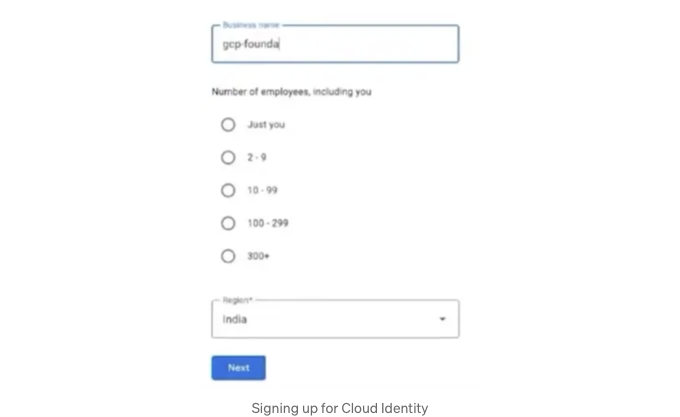 Business name
gcp-founda
Number of employees, including you
Just you
2 - 9
10 - 99
100 - 299
300+
Region*
India
Next
Signing up for Cloud Identity